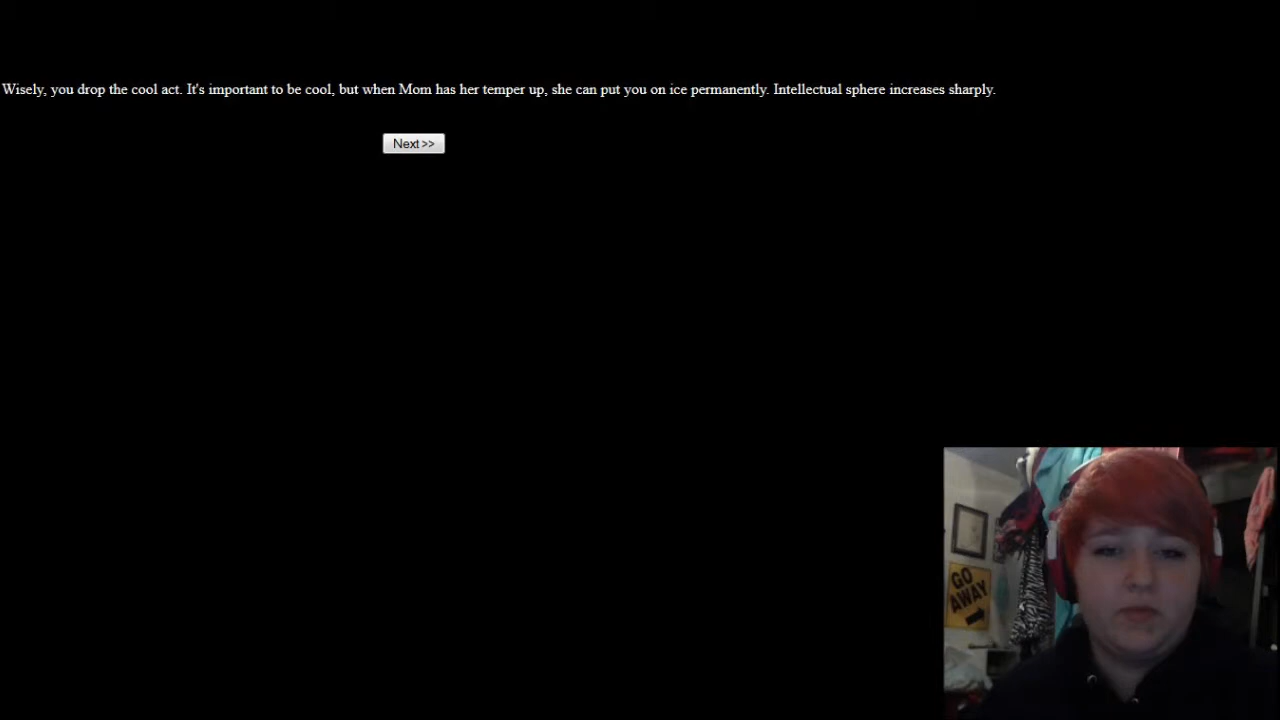 Wisely, you drop the cool act. It's important to be cool, but when Mom has her temper up, she can put you on ice permanently. Intellectual sphere increases sharply.
Next >>
GO
AWAY